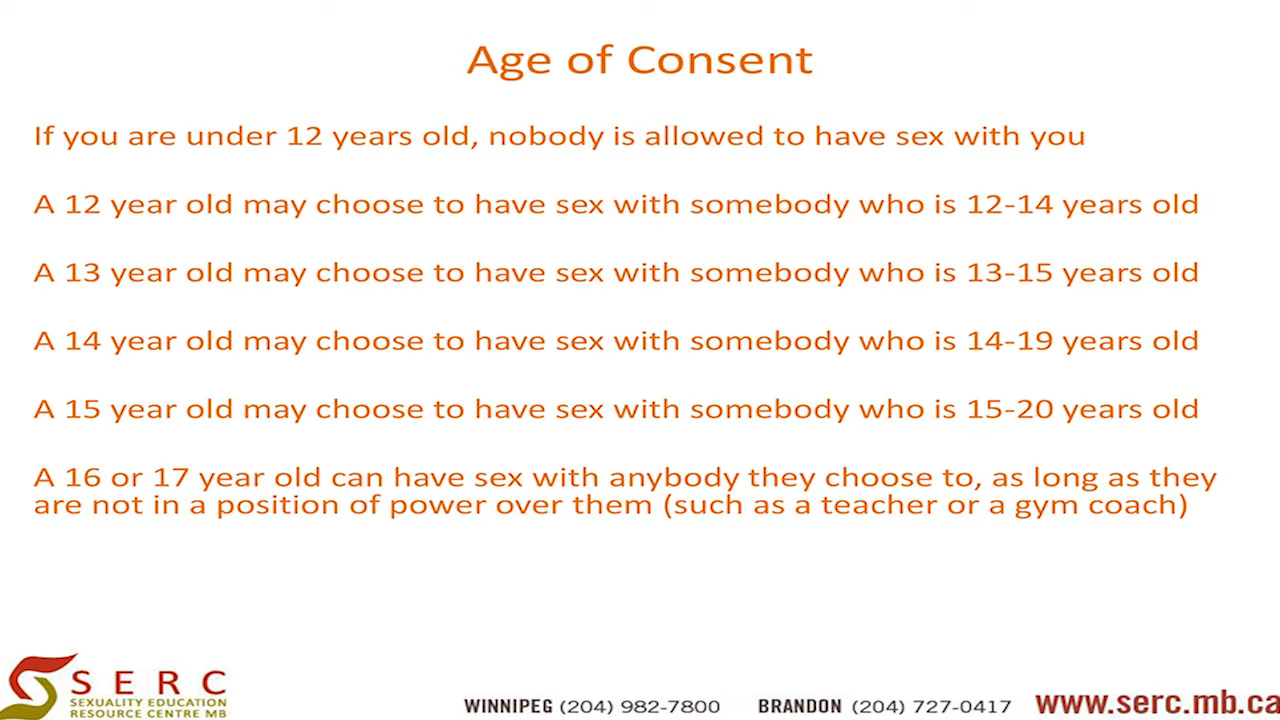 Age of Consent
If you are under 12 years old, nobody is allowed to have sex with you
A 12 year old may choose to have sex with somebody who is 12-14 years old
A 13 year old may choose to have sex with somebody who is 13-15 years old
A 14 year old may choose to have sex with somebody who is 14-19 years old
A 15 year old may choose to have sex with somebody who is 15-20 years old
A 16 or 17 year old can have sex with anybody they choose to, as long as they
are not in a position of power over them (such as a teacher or a gym coach)
SERC
SEXUALITY EDUCATION
RESOURCE CENTRE MB
WINNIPEG (204) 982-7800 BRANDON (204) 727-0417 www.serc.mb.ca